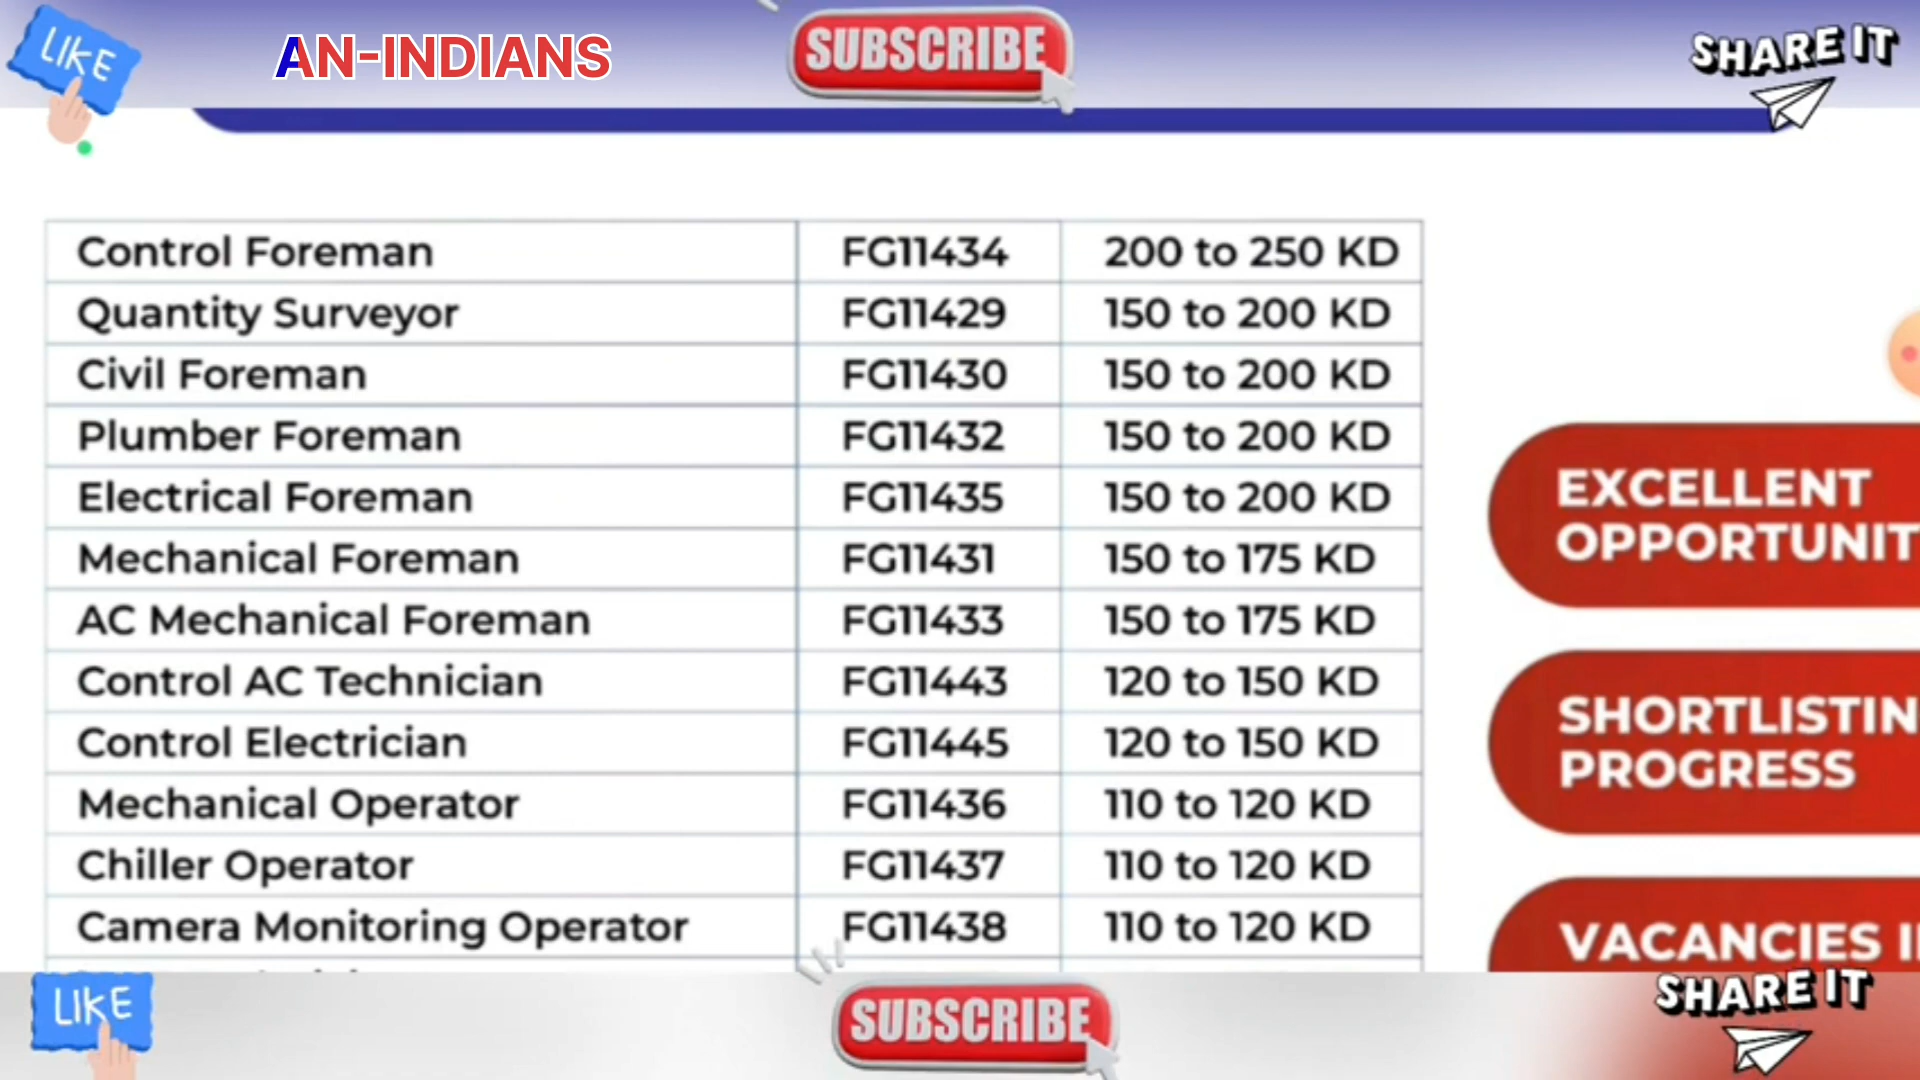 LIKE
AN-INDIANS
SUBSCRIBE
SHARE IT
Control Foreman FG11434 200 to 250 KD
Quantity Surveyor FG11429 150 to 200 KD
Civil Foreman FG11430 150 to 200 KD
Plumber Foreman FG11432 150 to 200 KD
Electrical Foreman FG11435 150 to 200 KD
Mechanical Foreman FG11431 150 to 175 KD
AC Mechanical Foreman FG11433 150 to 175 KD
Control AC Technician FG11443 120 to 150 KD
Control Electrician FG11445 120 to 150 KD
Mechanical Operator FG11436 110 to 120 KD
Chiller Operator FG11437 110 to 120 KD
Camera Monitoring Operator FG11438 110 to 120 KD
EXCELLENT
OPPORTUNIT
SHORTLISTIN
PROGRESS
VACANCIES
LIKE
SUBSCRIBE
SHARE IT